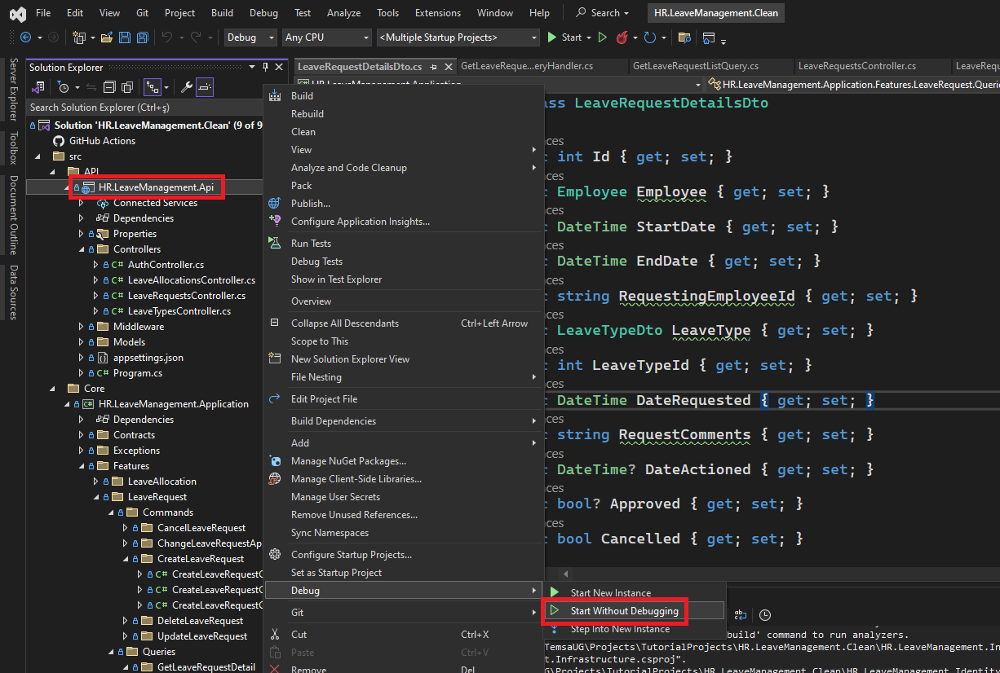 File Edit View Git Project Build Debug Test Analyze Tools Extensions Window Help Search HR.LeaveManagement.Clean
Debug Any CPU <Multiple Startup Projects> Start
Server Explorer
Toolbox
Document Outline
Data Sources
Solution Explorer
Search Solution Explorer (Ctrl+ş)
Solution 'HR.LeaveManagement.Clean' (9 of 9
GitHub Actions
src
API
HR.LeaveManagement.Api
Connected Services
Dependencies
Properties
Controllers
C# AuthController.cs
C# LeaveAllocationsController.cs
C# LeaveRequestsController.cs
C# LeaveTypesController.cs
Middleware
Models
appsettings.json
C# Program.cs
Core
C# HR.LeaveManagement.Application
Dependencies
Contracts
Exceptions
Features
LeaveAllocation
LeaveRequest
Commands
CancelLeaveRequest
ChangeLeaveRequestAp
CreateLeaveRequest
C# CreateLeaveRequestC
C# CreateLeaveRequestC
C# CreateLeaveRequestC
DeleteLeaveRequest
UpdateLeaveRequest
Queries
GetLeaveRequestDetail
Build
Rebuild
Clean
View
Analyze and Code Cleanup
Pack
Publish...
Configure Application Insights...
Run Tests
Debug Tests
Show in Test Explorer
Overview
Collapse All Descendants Ctrl+Left Arrow
Scope to This
New Solution Explorer View
File Nesting
Edit Project File
Build Dependencies
Add
Manage NuGet Packages...
Manage Client-Side Libraries...
Manage User Secrets
Remove Unused References...
Sync Namespaces
Configure Startup Projects...
Set as Startup Project
Debug
Git
Cut Ctrl+X
Paste Ctrl+V
Remove Del
Start New Instance
Start Without Debugging
Step Into New Instance
LeaveRequestDetailsDto.cs GetLeaveReque...eryHandler.cs GetLeaveRequestListQuery.cs LeaveRequestsController.cs LeaveRequ
HR.LeaveManagement.Application HR.LeaveManagement.Application.Features.LeaveRequest.Querie
ass LeaveRequestDetailsDto
nces
c int Id { get; set; }
nces
c Employee Employee { get; set; }
nces
c DateTime StartDate { get; set; }
nces
c DateTime EndDate { get; set; }
nces
c string RequestingEmployeeId { get; set; }
nces
c LeaveTypeDto LeaveType { get; set; }
nces
c int LeaveTypeId { get; set; }
nces
c DateTime DateRequested { get; set; }
nces
c string RequestComments { get; set; }
nces
c DateTime? DateActioned { get; set; }
nces
c bool? Approved { get; set; }
nces
c bool Cancelled { get; set; }
build' command to run analyzers.
TemsaUG\Projects\TutorialProjects\HR.LeaveManagement.Clean\HR.LeaveManagement.In
t.Infrastructure.csproj".
G\Projects\TutorialProjects\HR.LeaveManagement.Clean\HR.LeaveManagement.Identity